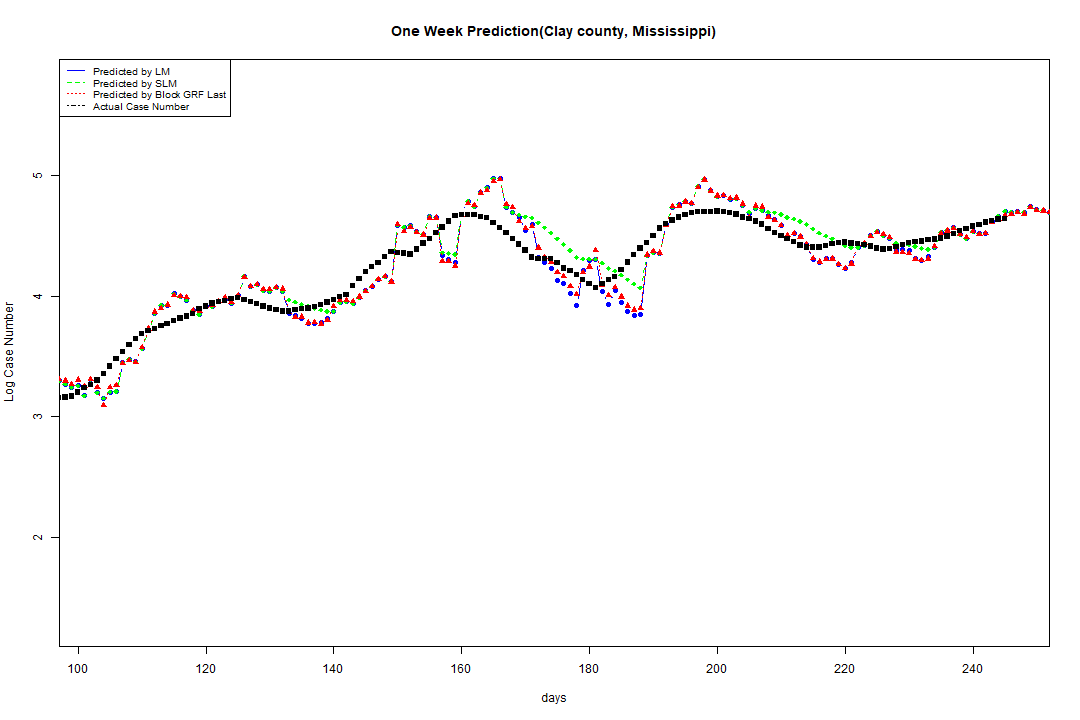 One Week Prediction(Clay county, Mississippi)
Predicted by LM
Predicted by SLM
Predicted by Block GRF Last
Actual Case Number
5
4
3
2
Log Case Number
100 120 140 160 180 200 220 240
days